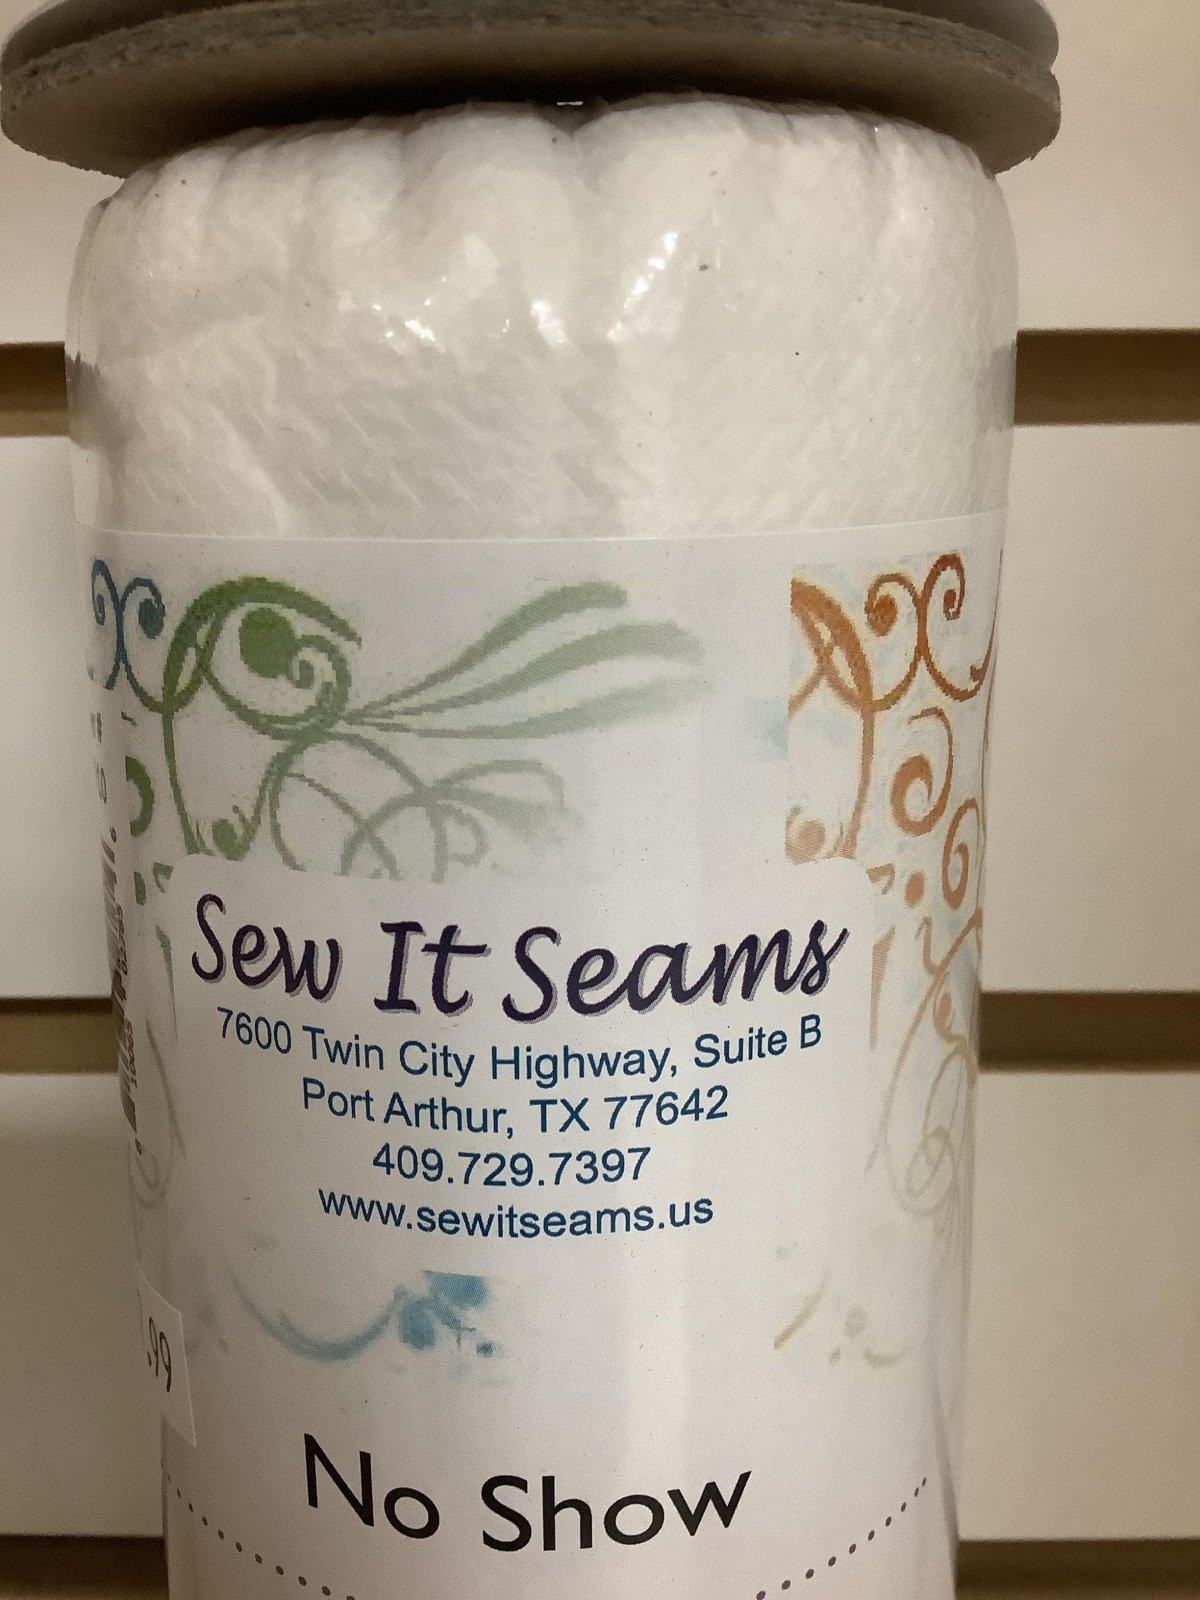 Sew It Seams
7600 Twin City Highway, Suite B
Port Arthur, TX 77642
409.729.7397
www.sewitseams.us
.99
No Show